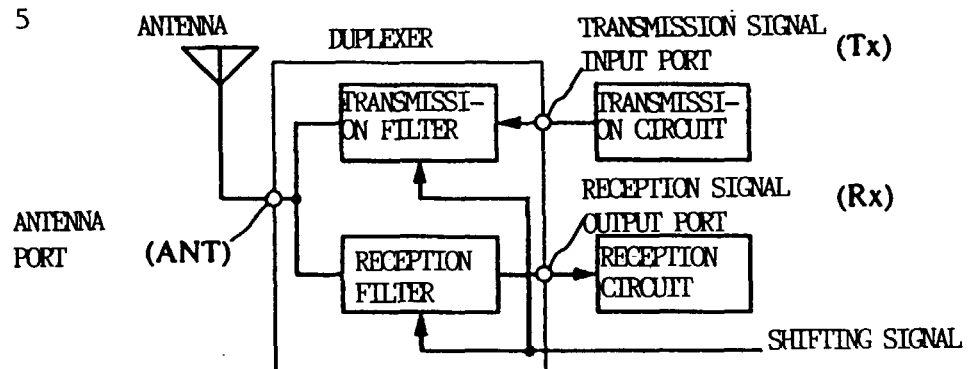 5
ANTENNA
DUPLEXER
TRANSMISSION SIGNAL
INPUT PORT
(Tx)
TRANSMISSI-
ON FILTER
TRANSMISSI-
ON CIRCUIT
RECEPTION SIGNAL
OUTPUT PORT
(Rx)
ANTENNA
PORT
(ANT)
RECEPTION
FILTER
RECEPTION
CIRCUIT
SHIFTING SIGNAL